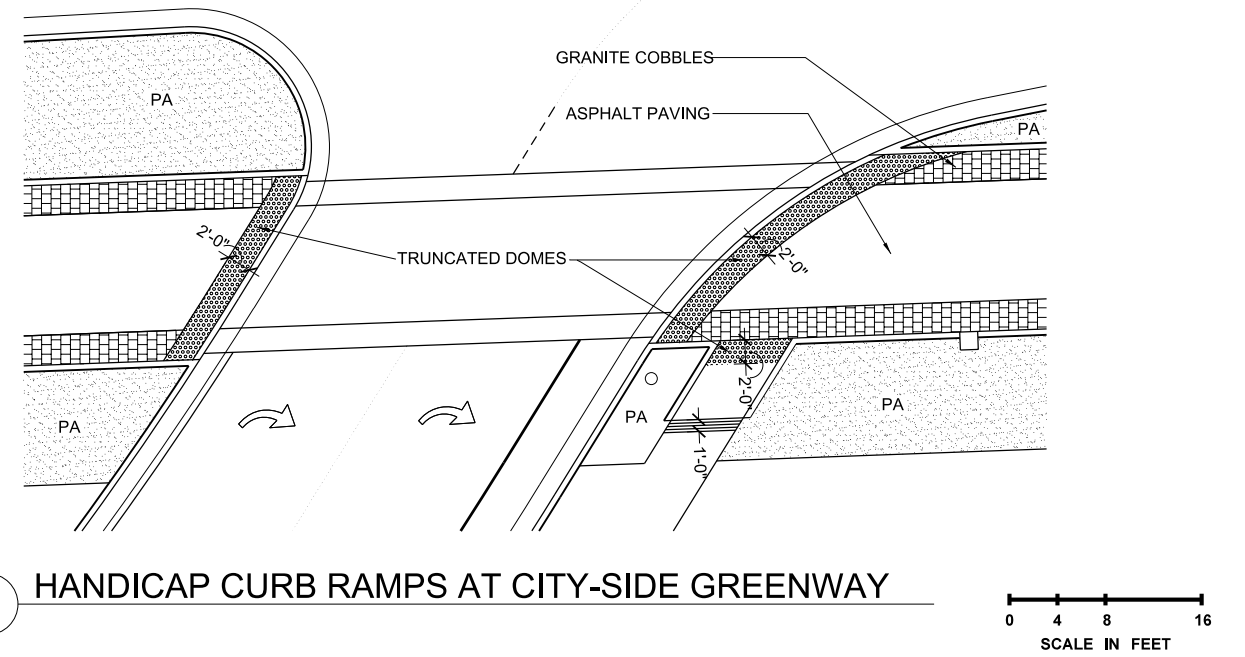 GRANITE COBBLES
PA
ASPHALT PAVING
PA
2'-0"
TRUNCATED DOMES
2'-0"
2'-0"
PA
PA
PA
1'-0"
HANDICAP CURB RAMPS AT CITY-SIDE GREENWAY
0 4 8 16
SCALE IN FEET